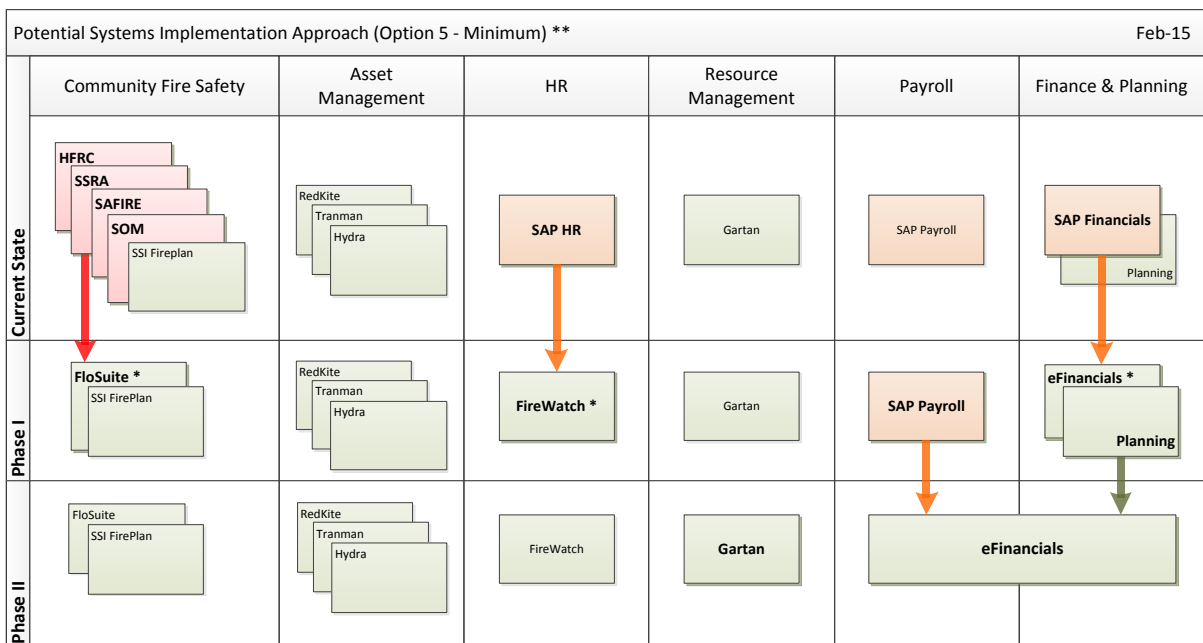 Potential Systems Implementation Approach (Option 5 - Minimum) **
Feb-15
Community Fire Safety
Asset
Management
HR
Resource
Management
Payroll
Finance & Planning
Current State
HFRC
SSRA
SAFIRE
SOM
SSI Fireplan
RedKite
Tranman
Hydra
SAP HR
Gartan
SAP Payroll
SAP Financials
Planning
Phase I
FloSuite *
SSI FirePlan
RedKite
Tranman
Hydra
FireWatch *
Gartan
SAP Payroll
eFinancials *
Planning
Phase II
FloSuite
SSI FirePlan
RedKite
Tranman
Hydra
FireWatch
Gartan
eFinancials